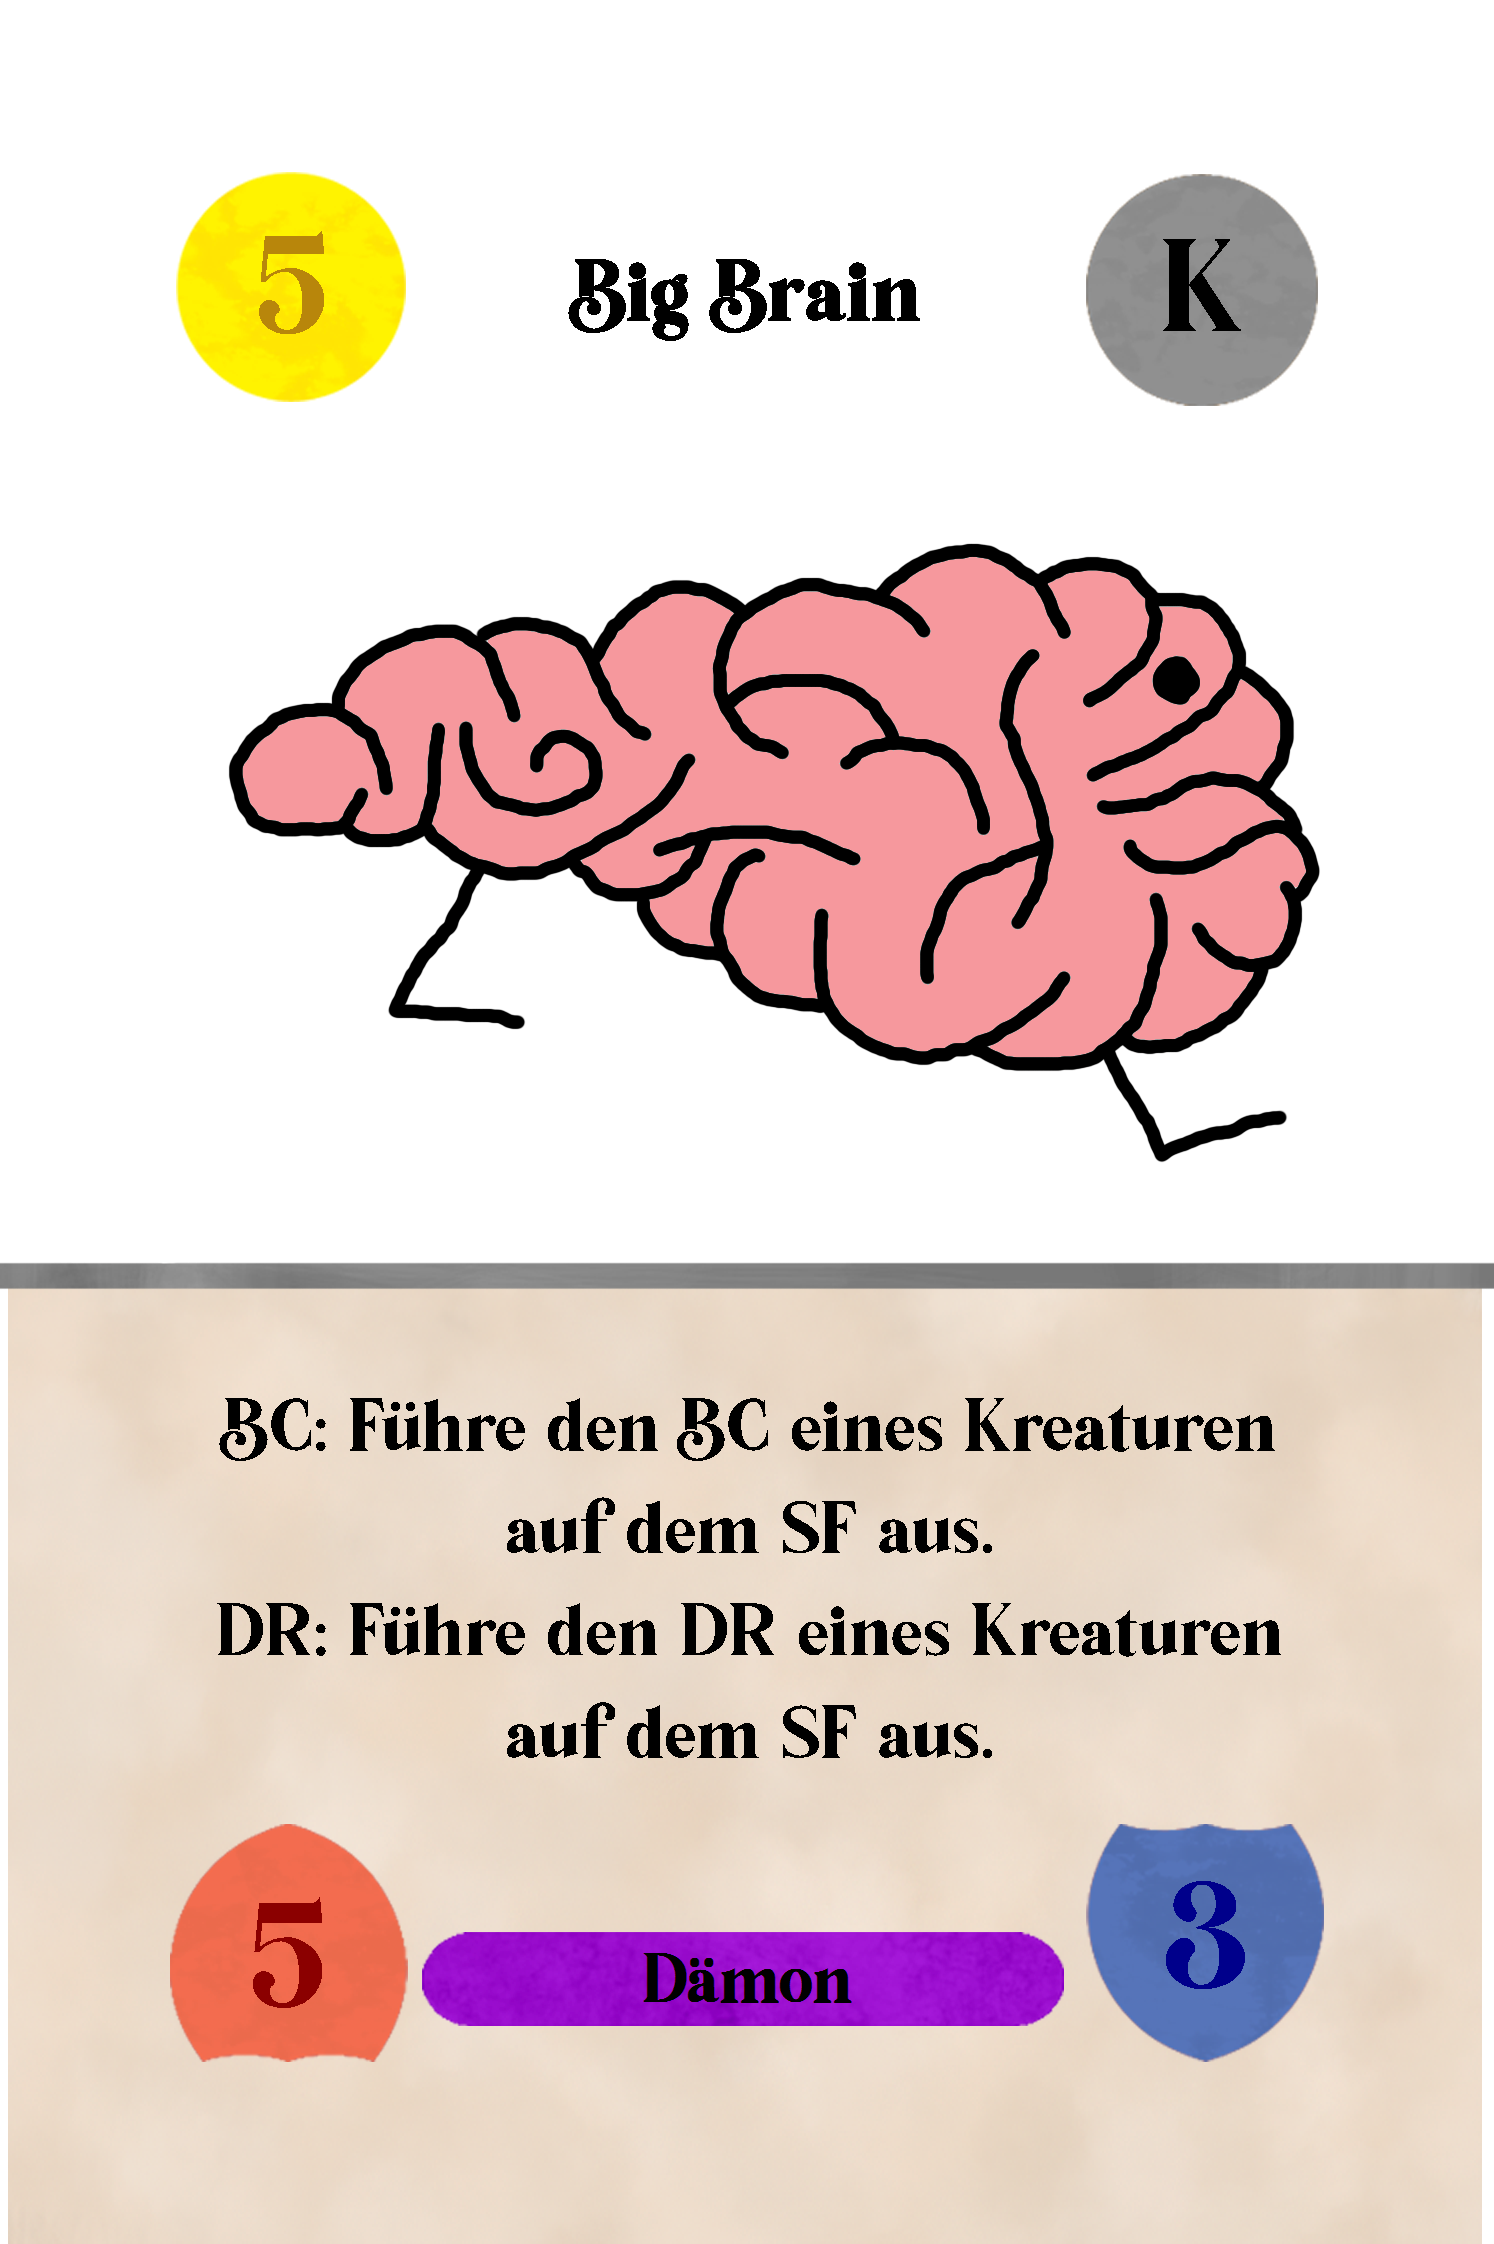 5
Big Brain
K
BC: Führe den BC eines Kreaturen
auf dem SF aus.
DR: Führe den DR eines Kreaturen
auf dem SF aus.
5
Dämon
3